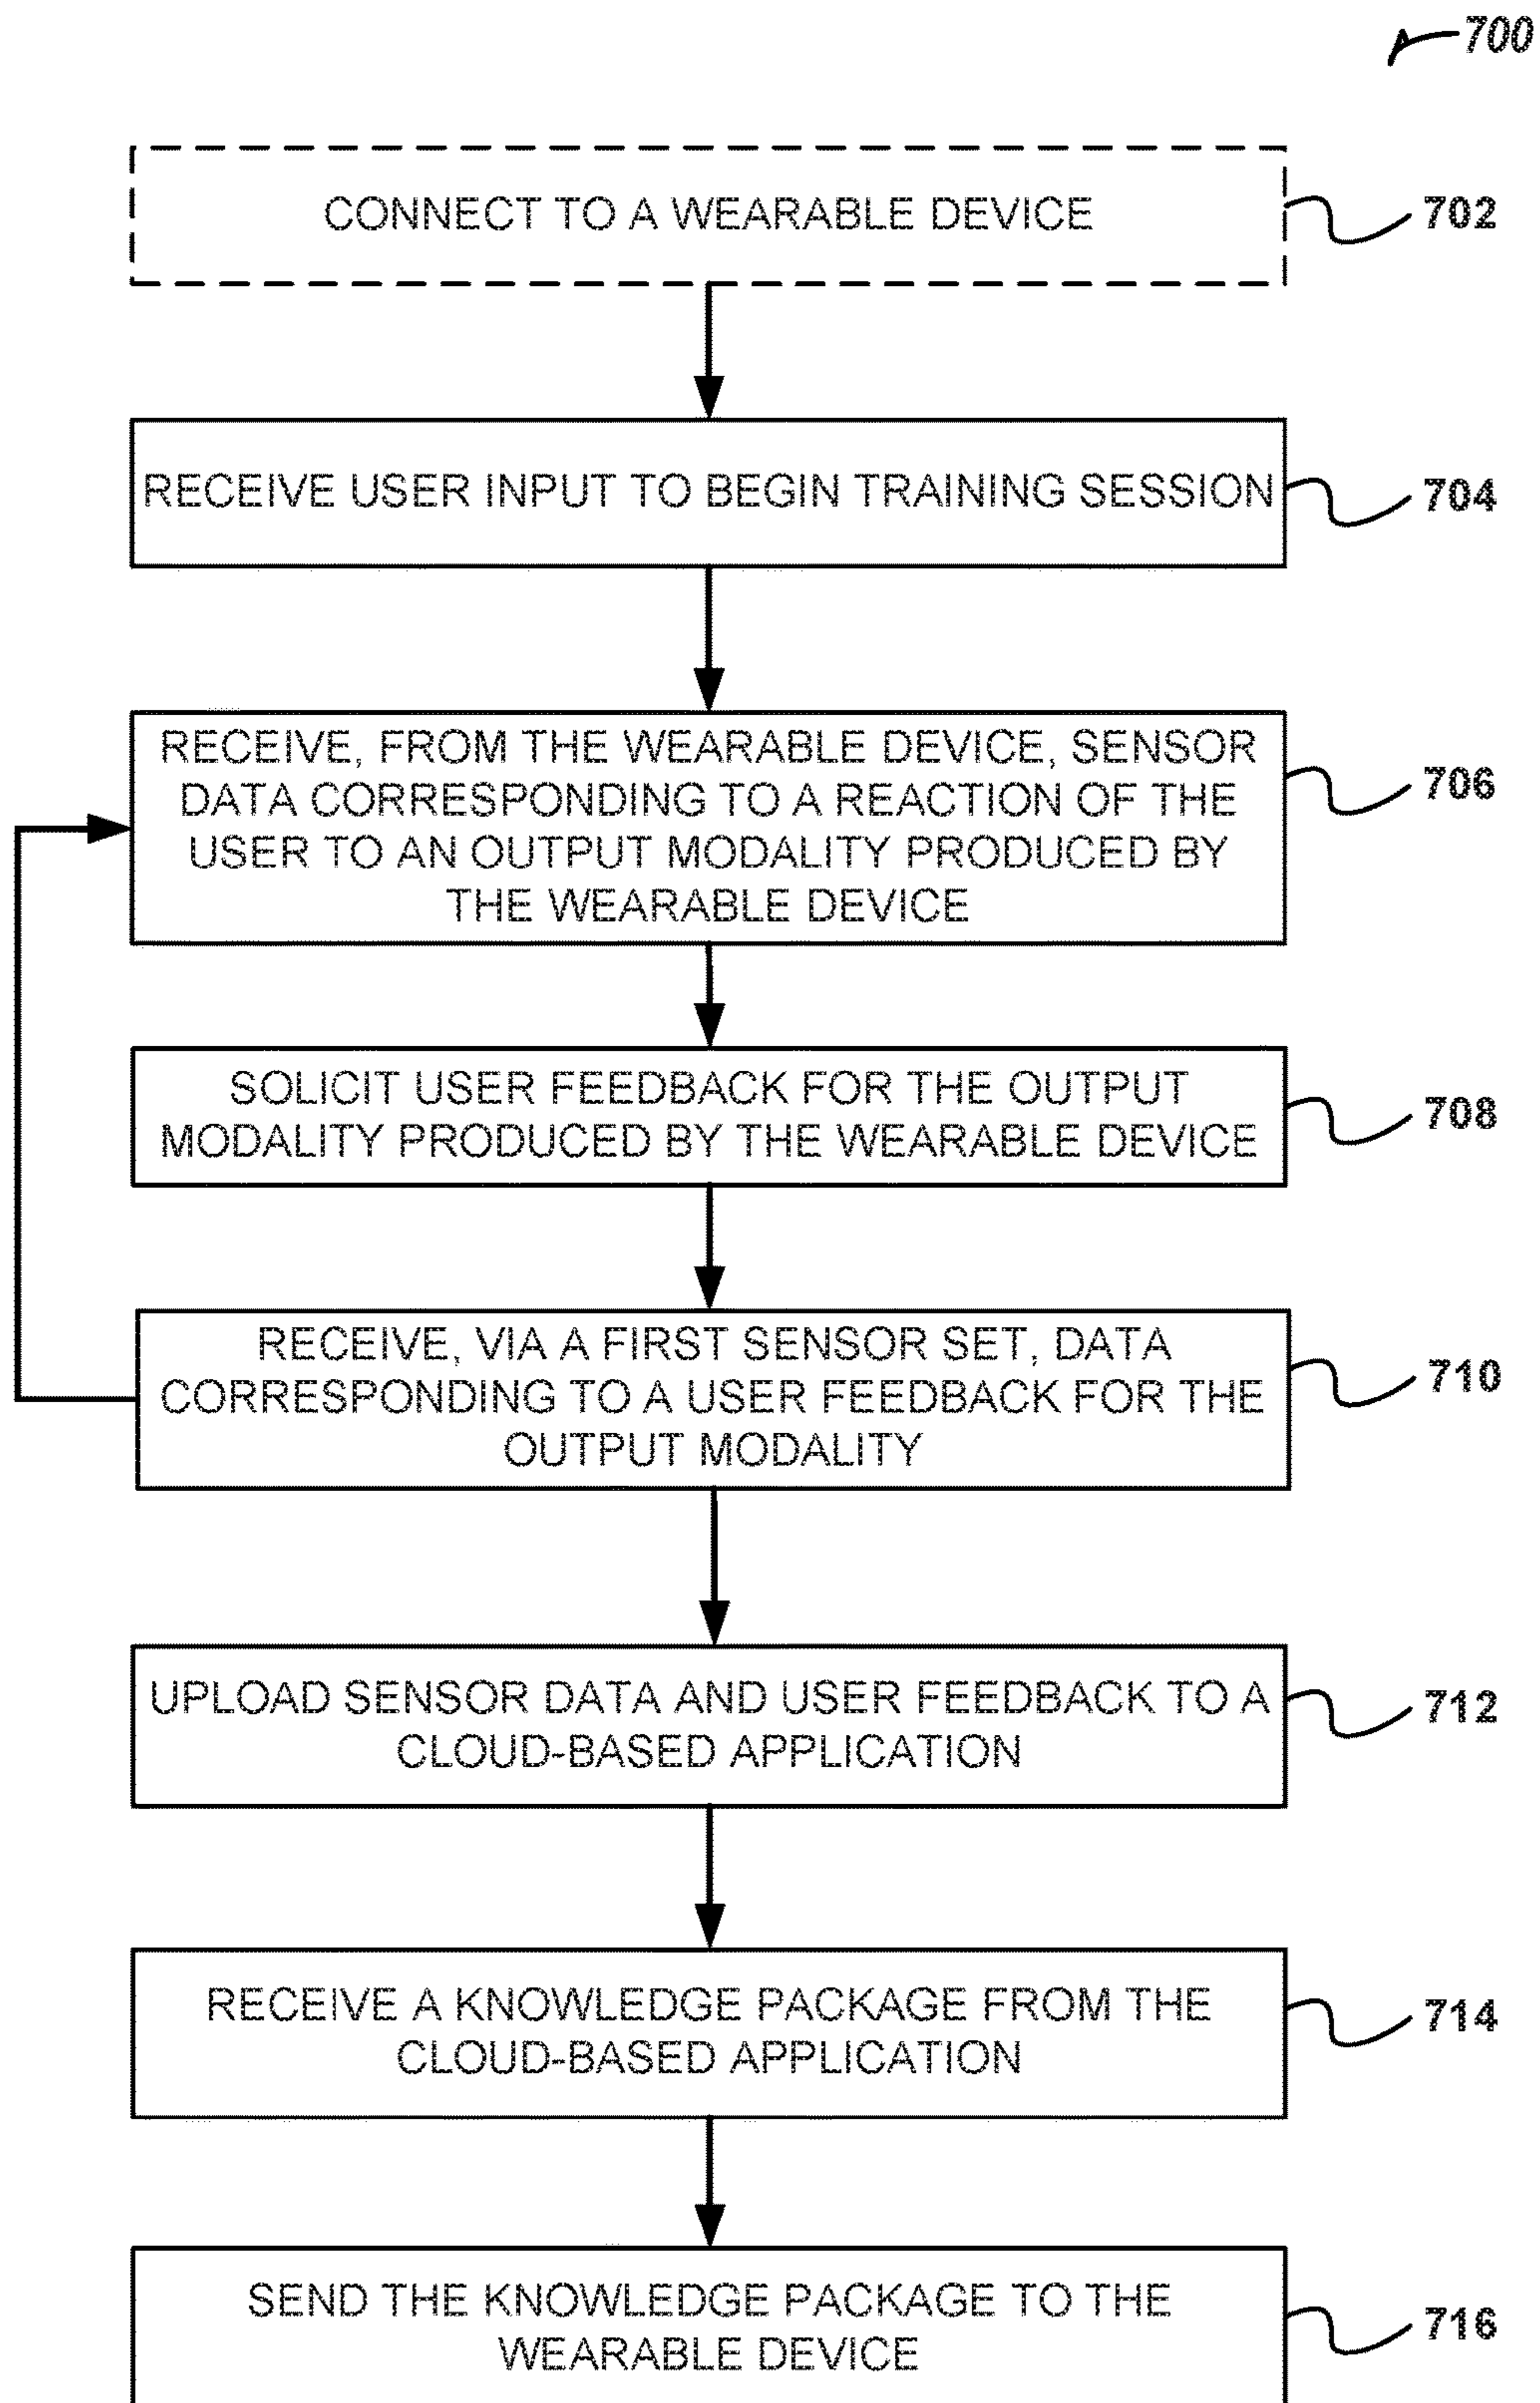 700
CONNECT TO A WEARABLE DEVICE
702
RECEIVE USER INPUT TO BEGIN TRAINING SESSION
704
RECEIVE, FROM THE WEARABLE DEVICE, SENSOR
DATA CORRESPONDING TO A REACTION OF THE
USER TO AN OUTPUT MODALITY PRODUCED BY
THE WEARABLE DEVICE
706
SOLICIT USER FEEDBACK FOR THE OUTPUT
MODALITY PRODUCED BY THE WEARABLE DEVICE
708
RECEIVE, VIA A FIRST SENSOR SET, DATA
CORRESPONDING TO A USER FEEDBACK FOR THE
OUTPUT MODALITY
710
UPLOAD SENSOR DATA AND USER FEEDBACK TO A
CLOUD-BASED APPLICATION
712
RECEIVE A KNOWLEDGE PACKAGE FROM THE
CLOUD-BASED APPLICATION
714
SEND THE KNOWLEDGE PACKAGE TO THE
WEARABLE DEVICE
716